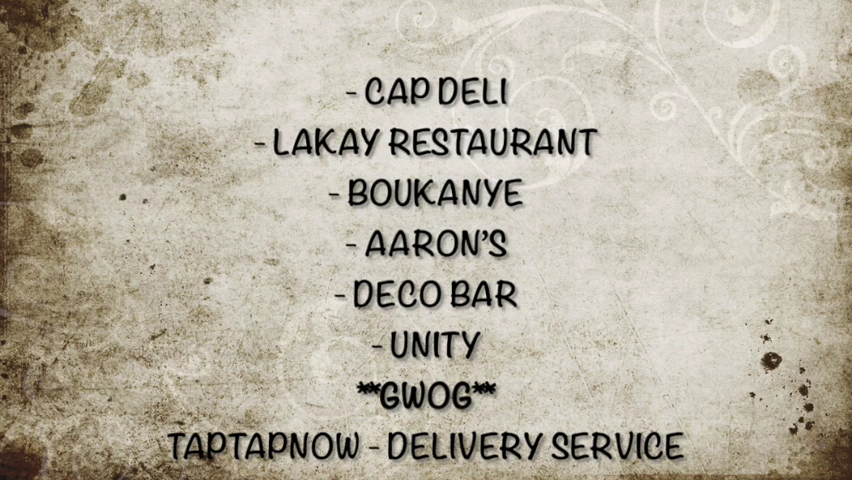 - CAP DELI
- LAKAY RESTAURANT
- BOUKANYE
- AARON'S
- DECO BAR
- UNITY
**GWOG**
TAPTAPNOW - DELIVERY SERVICE